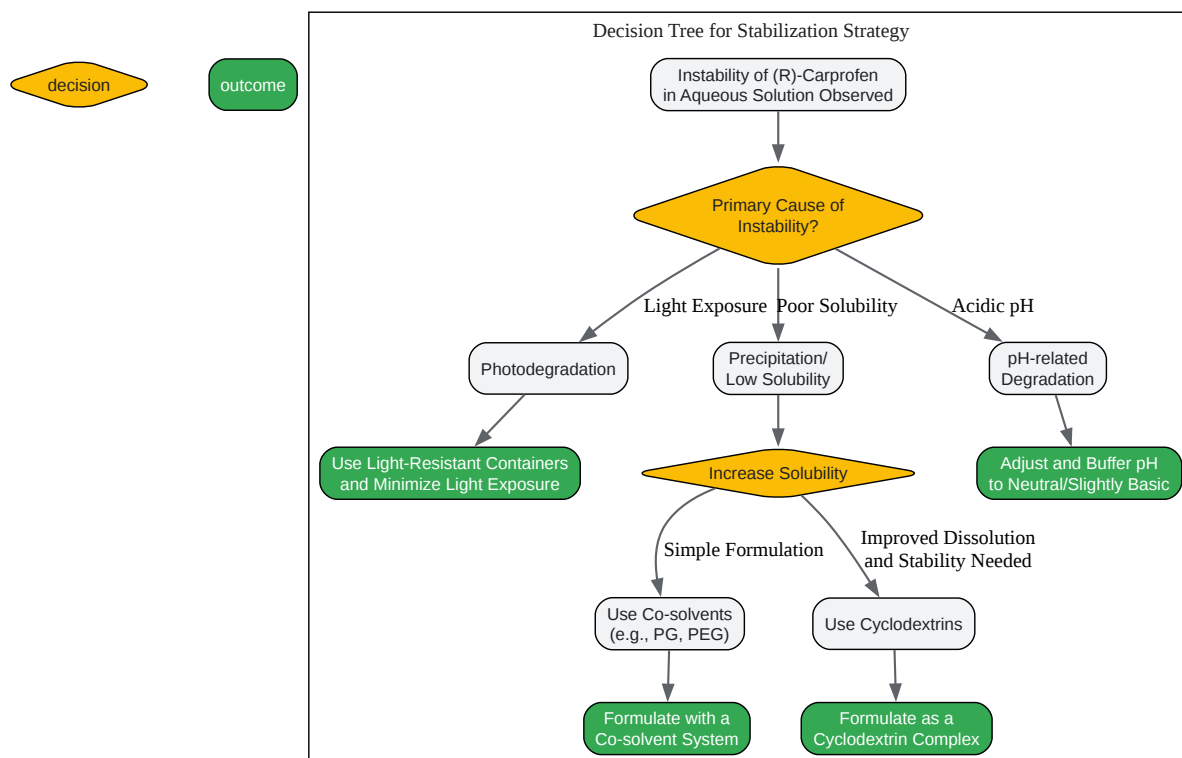 Decision Tree for Stabilization Strategy
decision
outcome
Instability of (R)-Carprofen
in Aqueous Solution Observed
Primary Cause of
Instability?
Light Exposure
Poor Solubility
Acidic pH
Photodegradation
Precipitation/
Low Solubility
pH-related
Degradation
Use Light-Resistant Containers
and Minimize Light Exposure
Increase Solubility
Adjust and Buffer pH
to Neutral/Slightly Basic
Simple Formulation
Improved Dissolution
and Stability Needed
Use Co-solvents
(e.g., PG, PEG)
Use Cyclodextrins
Formulate with a
Co-solvent System
Formulate as a
Cyclodextrin Complex